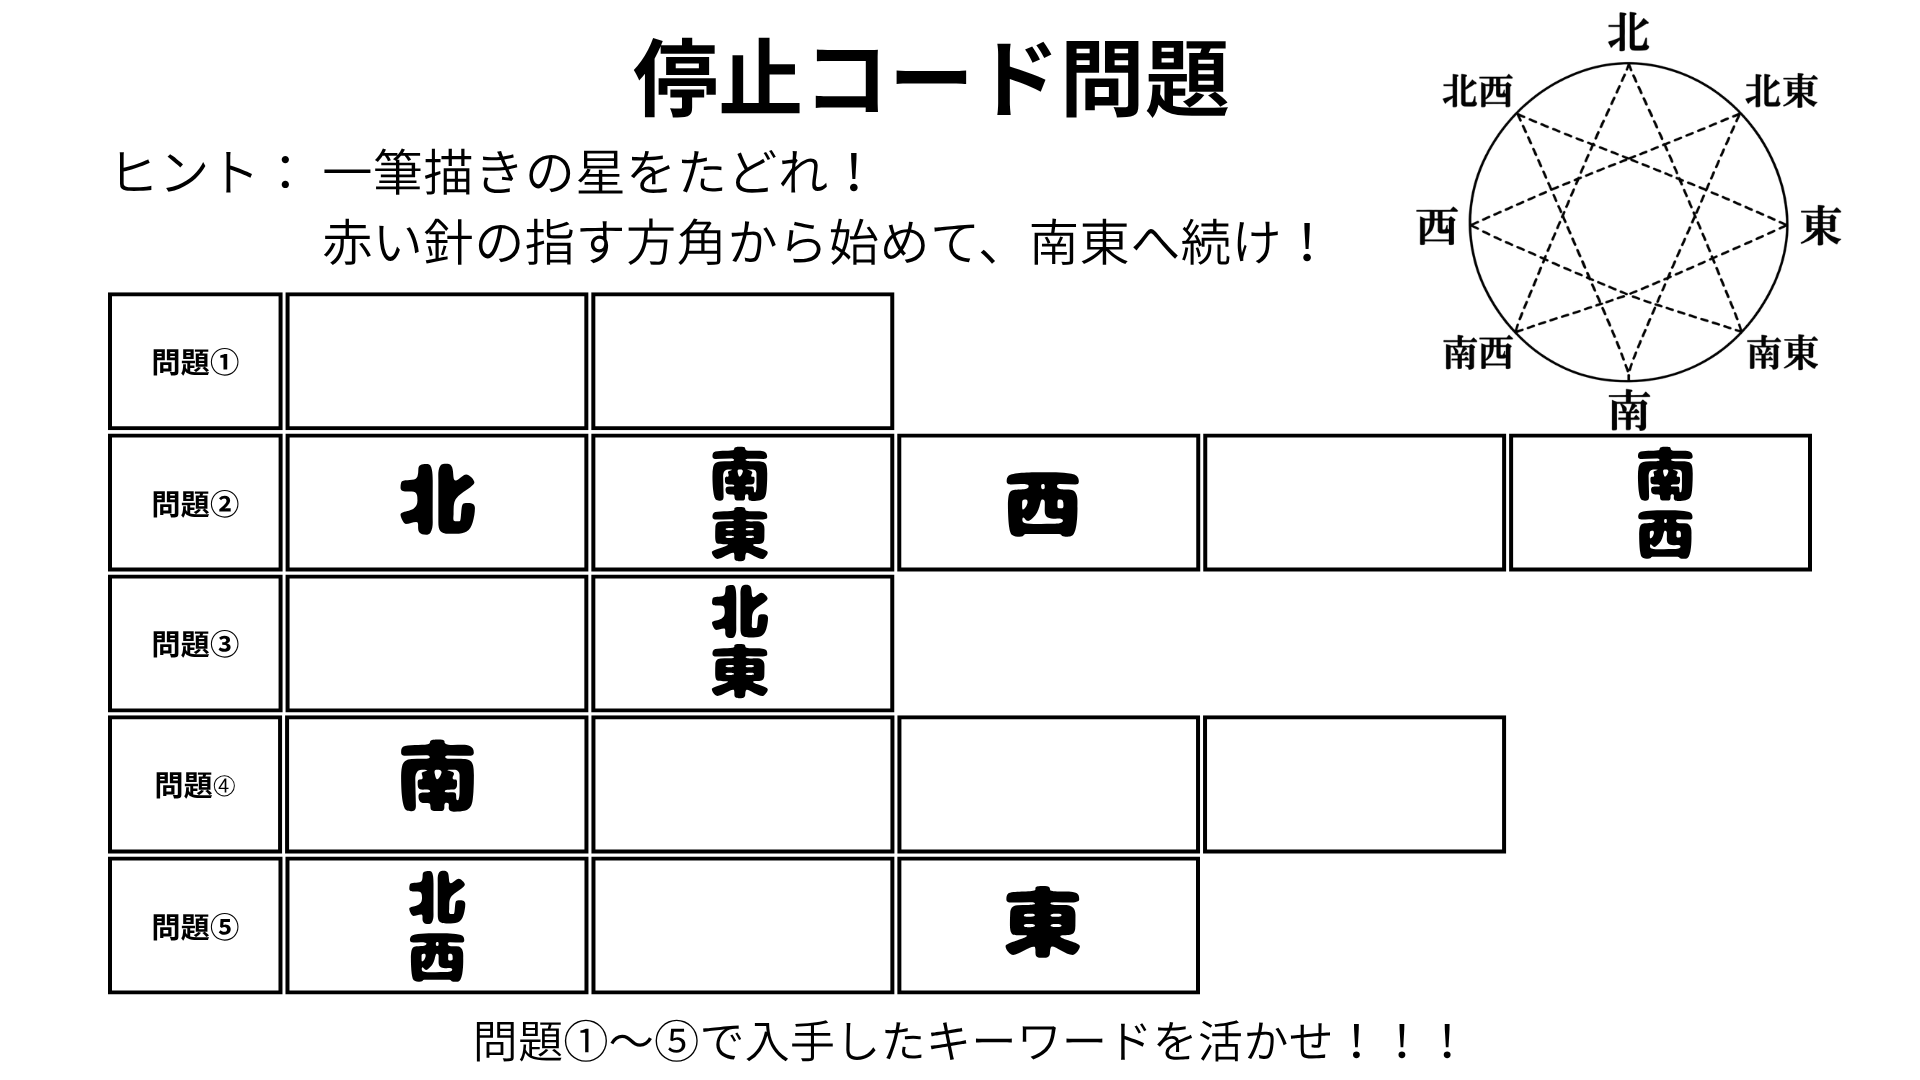 停止コード問題
ヒント： 一筆描きの星をたどれ！
赤い針の指す方角から始めて、南東へ続け！
北
北西
北東
西
東
南西
南東
南
問題①
問題②
北
南東
西
南西
問題③
北東
問題④
南
問題⑤
北西
東
問題①～⑤で入手したキーワードを活かせ！！！